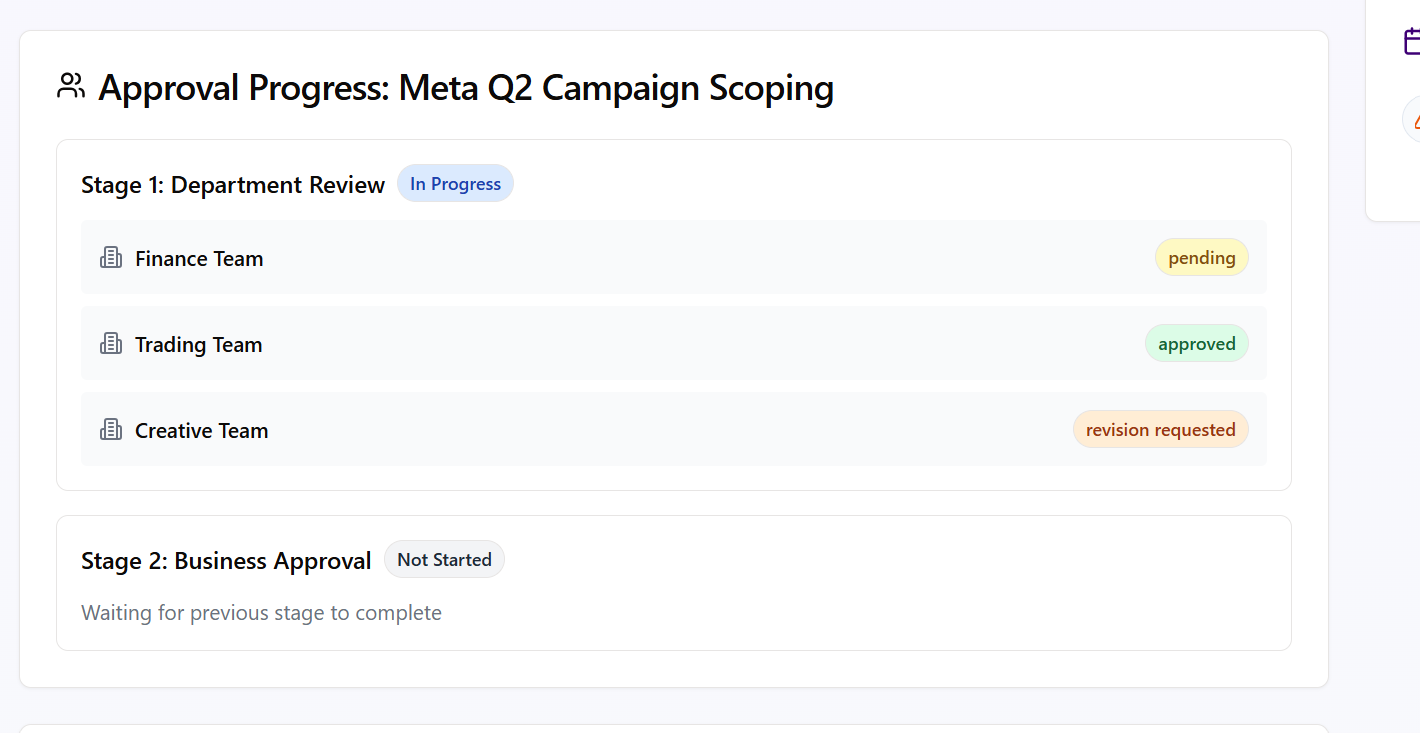 Approval Progress: Meta Q2 Campaign Scoping
Stage 1: Department Review In Progress
Finance Team pending
Trading Team approved
Creative Team revision requested
Stage 2: Business Approval Not Started
Waiting for previous stage to complete